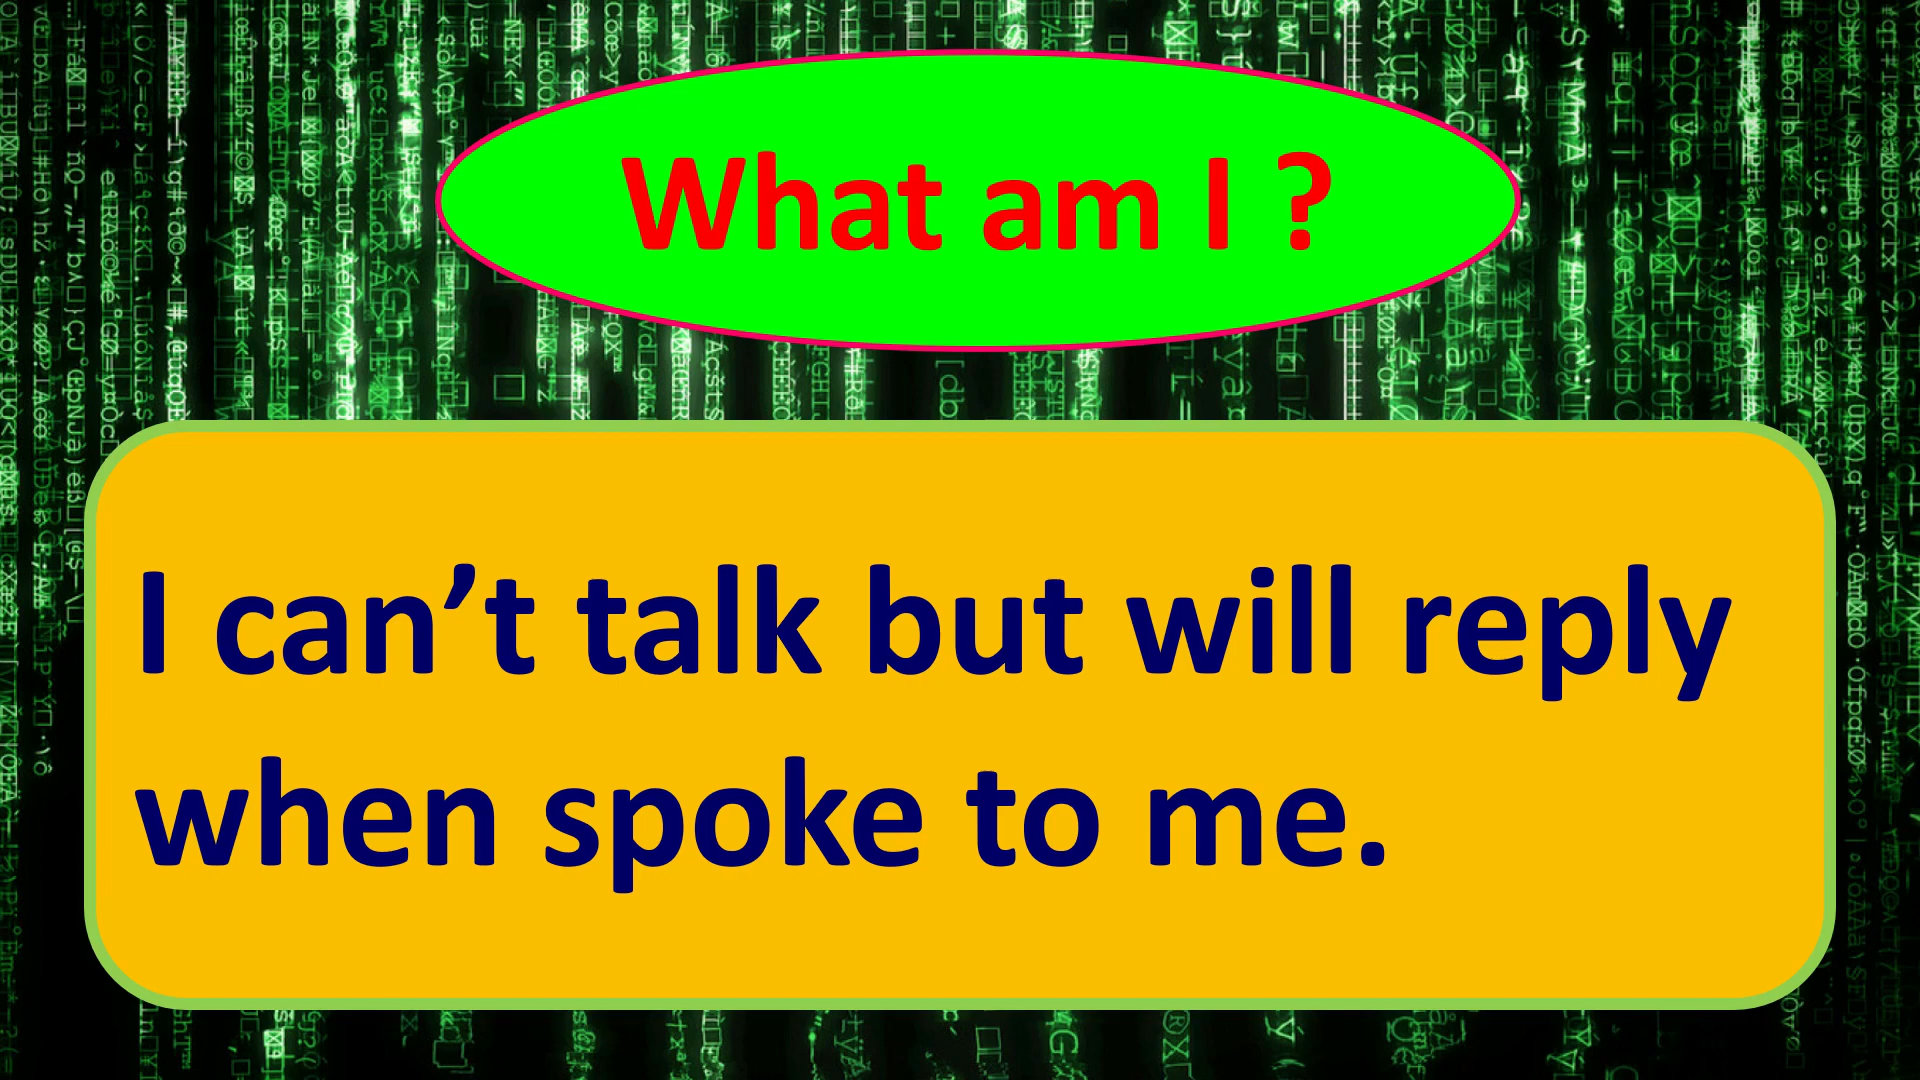 What am I ?
I can’t talk but will reply
when spoke to me.